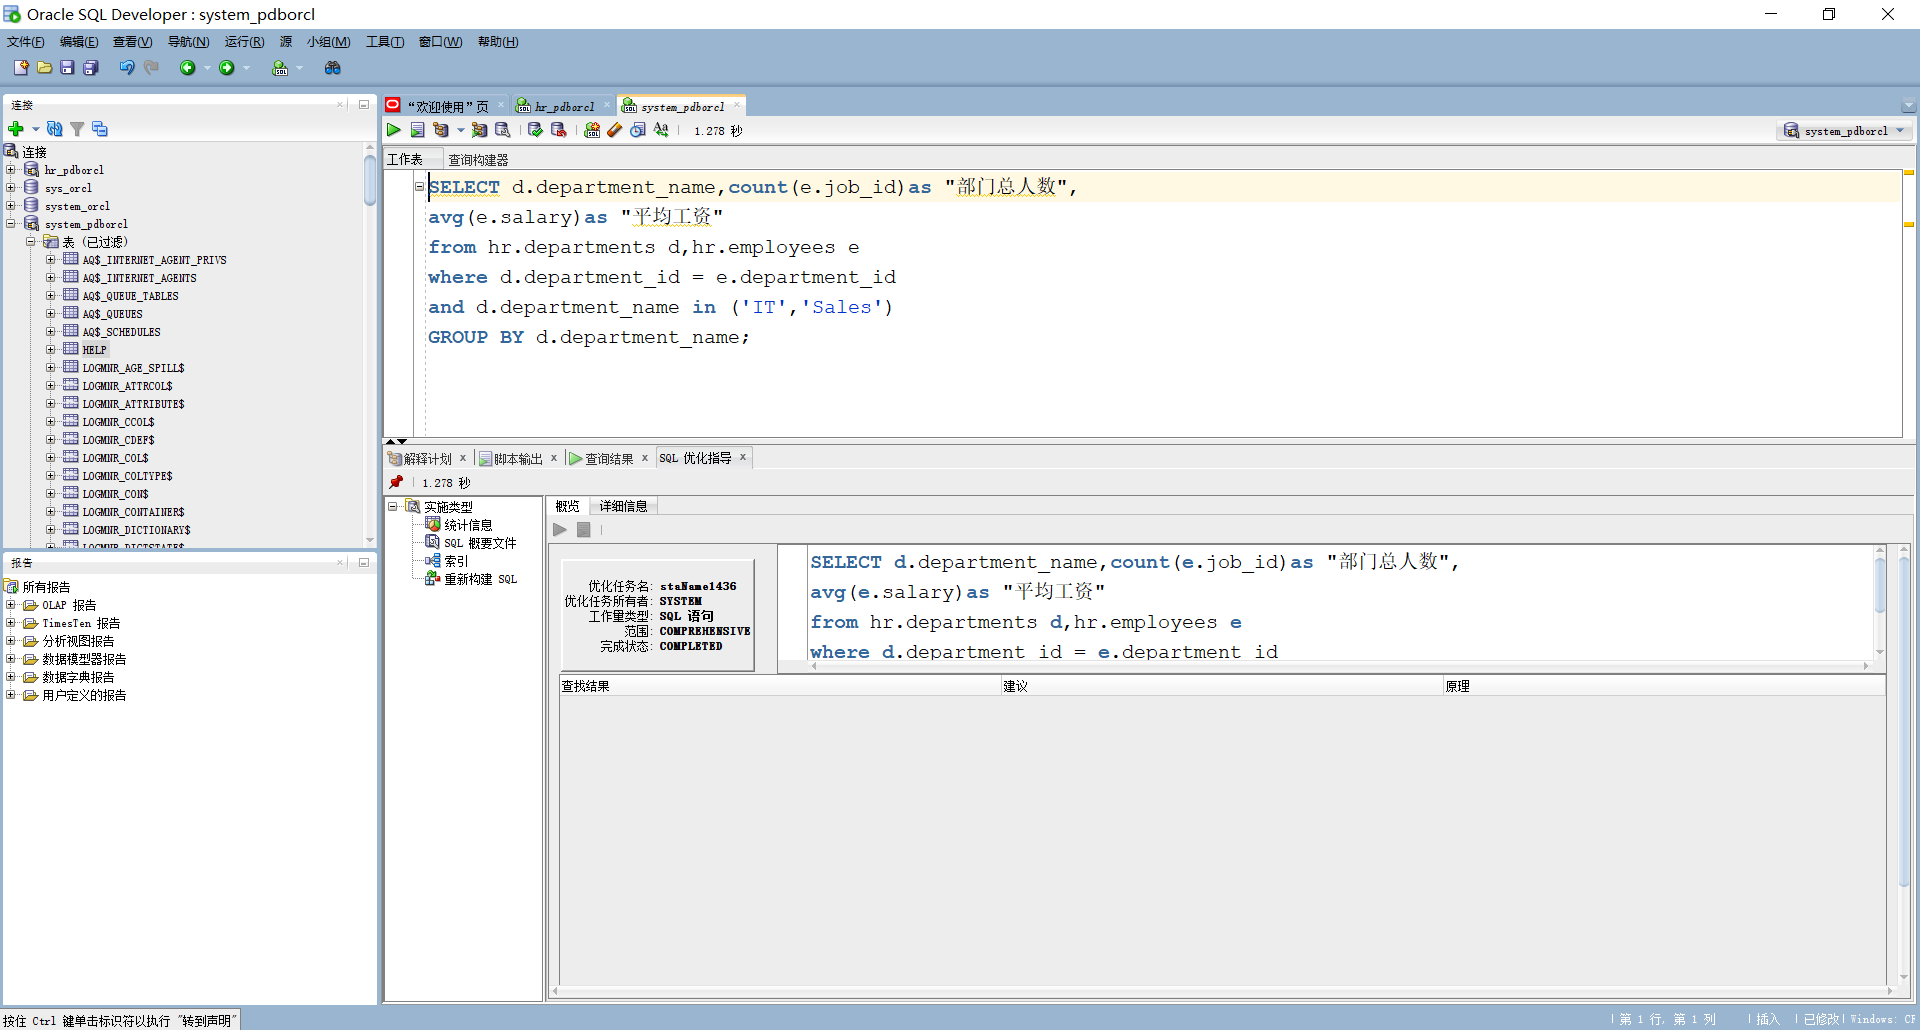 Oracle SQL Developer : system_pdborcl
文件(F) 编辑(E) 查看(V) 导航(N) 运行(R) 源 小组(M) 工具(T) 窗口(W) 帮助(H)
连接
连接
hr_pdborcl
sys_orcl
system_orcl
system_pdborcl
表 (已过滤)
AQ$_INTERNET_AGENT_PRIVS
AQ$_INTERNET_AGENTS
AQ$_QUEUE_TABLES
AQ$_QUEUES
AQ$_SCHEDULES
HELP
LOGMNR_AGE_SPILL$
LOGMNR_ATTRCOL$
LOGMNR_ATTRIBUTE$
LOGMNR_CCOL$
LOGMNR_CDEF$
LOGMNR_COL$
LOGMNR_COLTYPE$
LOGMNR_CON$
LOGMNR_CONTAINER$
LOGMNR_DICTIONARY$
LOGMNR_DICTSTATE$
报告
所有报告
OLAP 报告
TimesTen 报告
分析视图报告
数据模型器报告
数据字典报告
用户定义的报告
“欢迎使用”页 hr_pdborcl system_pdborcl
1.278 秒
system_pdborcl
工作表 查询构建器
SELECT d.department_name,count(e.job_id)as "部门总人数",
avg(e.salary)as "平均工资"
from hr.departments d,hr.employees e
where d.department_id = e.department_id
and d.department_name in ('IT','Sales')
GROUP BY d.department_name;
解释计划 脚本输出 查询结果 SQL 优化指导
1.278 秒
实施类型
统计信息
SQL 概要文件
索引
重新构建 SQL
概览 详细信息
优化任务名: staName1436
优化任务所有者: SYSTEM
工作量类型: SQL 语句
范围: COMPREHENSIVE
完成状态: COMPLETED
SELECT d.department_name,count(e.job_id)as "部门总人数",
avg(e.salary)as "平均工资"
from hr.departments d,hr.employees e
where d.department_id = e.department_id
查找结果 建议 原理
按住 Ctrl 键单击标识符以执行 "转到声明"
第 1 行, 第 1 列 插入 已修改 Windows: CF